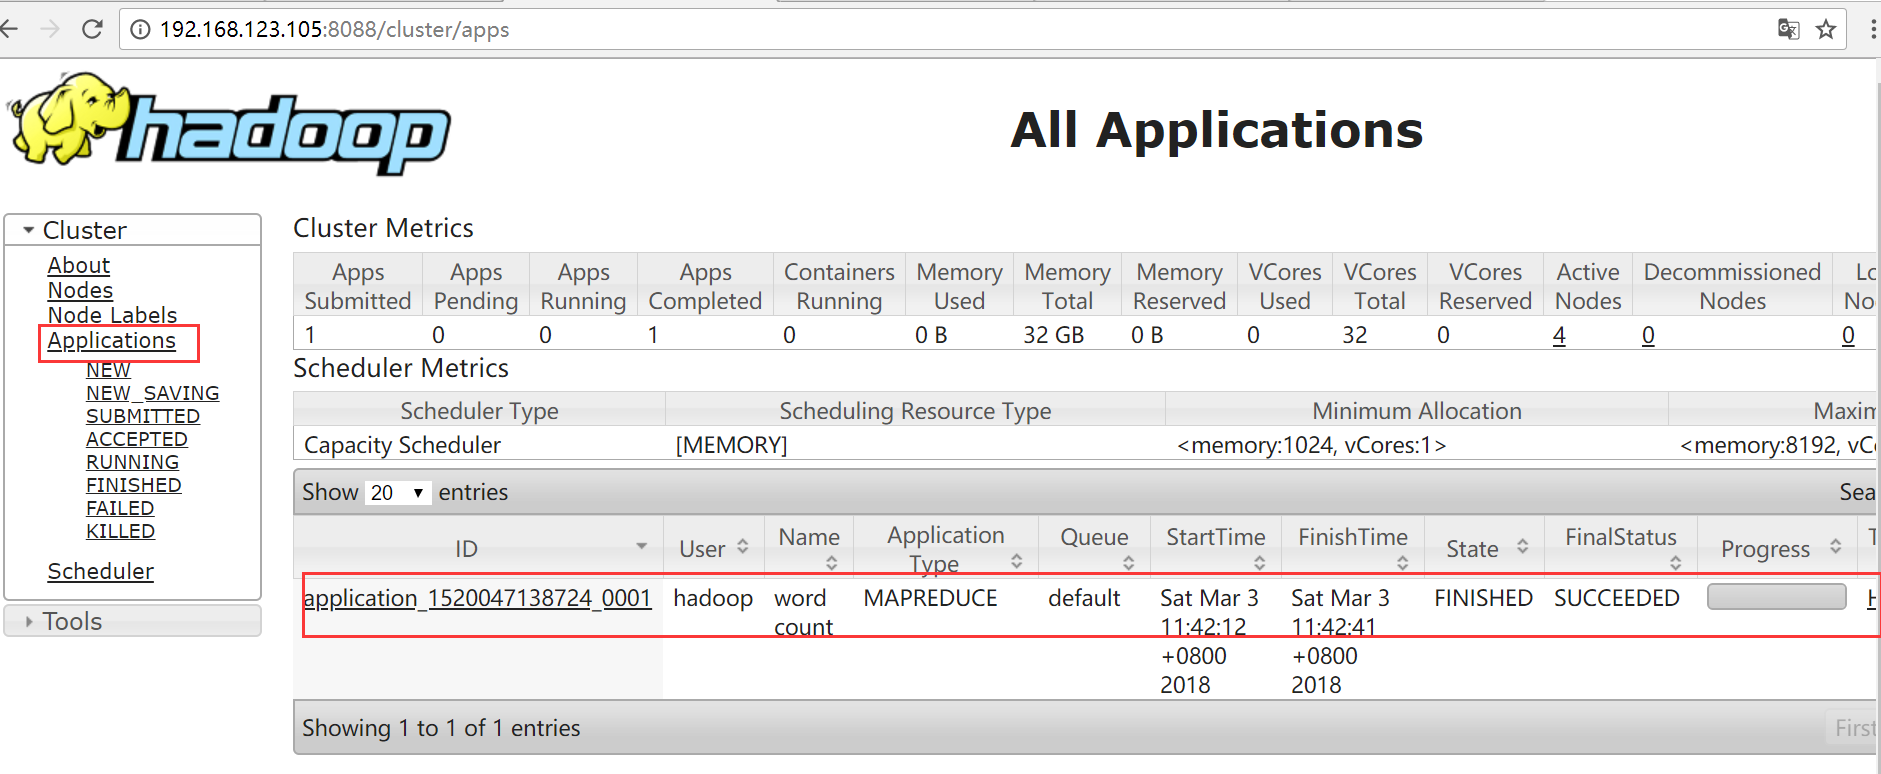 192.168.123.105:8088/cluster/apps
hadoop
All Applications
Cluster
About
Nodes
Node Labels
Applications
NEW
NEW_SAVING
SUBMITTED
ACCEPTED
RUNNING
FINISHED
FAILED
KILLED
Scheduler
Tools
Cluster Metrics
Apps Submitted Apps Pending Apps Running Apps Completed Containers Running Memory Used Memory Total Memory Reserved VCores Used VCores Total VCores Reserved Active Nodes Decommissioned Nodes Lo No
1 0 0 1 0 0 B 32 GB 0 B 0 32 0 4 0 0
Scheduler Metrics
Scheduler Type Scheduling Resource Type Minimum Allocation Maxim
Capacity Scheduler [MEMORY] <memory:1024, vCores:1> <memory:8192, vCo
Show 20 entries Sea
ID User Name Application Type Queue StartTime FinishTime State FinalStatus Progress T
application_1520047138724_0001 hadoop word count MAPREDUCE default Sat Mar 3 11:42:12 +0800 2018 Sat Mar 3 11:42:41 +0800 2018 FINISHED SUCCEEDED H
Showing 1 to 1 of 1 entries First